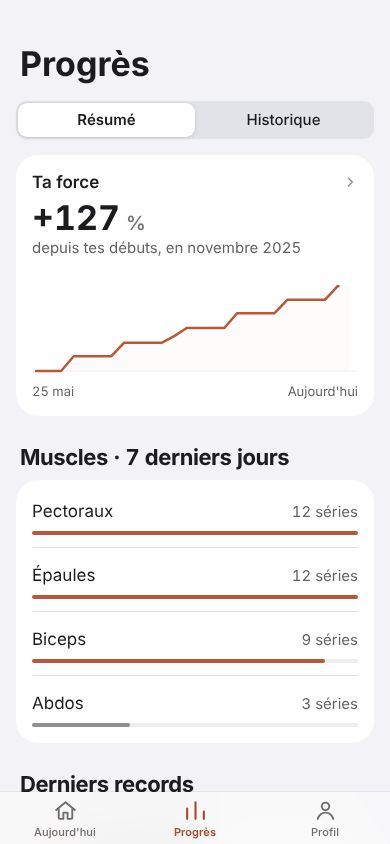 Progrès
Résumé
Historique
Ta force
+127 %
depuis tes débuts, en novembre 2025
25 mai
Aujourd'hui
Muscles · 7 derniers jours
Pectoraux
12 séries
Épaules
12 séries
Biceps
9 séries
Abdos
3 séries
Derniers records
Aujourd'hui
Progrès
Profil